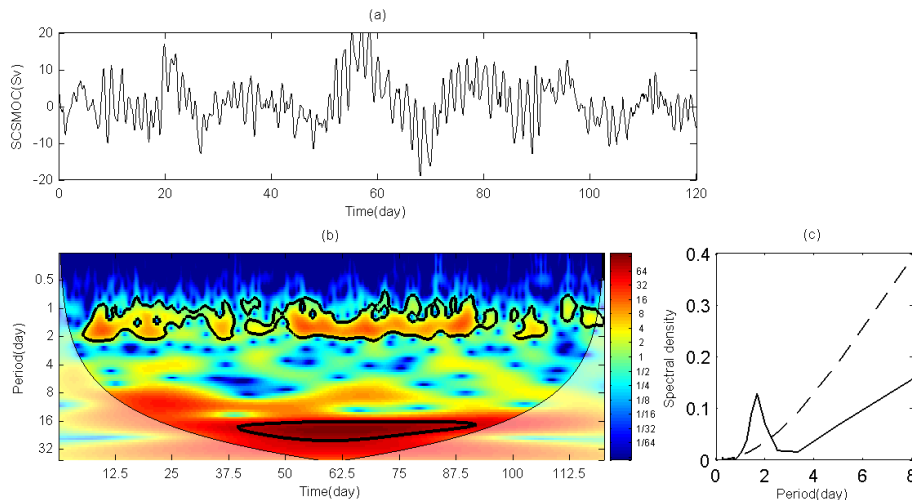 (a)
20
10
0
-10
-20
SCSMOC(Sv)
0 20 40 60 80 100 120
Time(day)
(b)
0.5
1
2
4
8
16
32
Period(day)
12.5 25 37.5 50 62.5 75 87.5 100 112.5
Time(day)
64
32
16
8
4
2
1
1/2
1/4
1/8
1/16
1/32
1/64
(c)
0.4
0.3
0.2
0.1
0
Spectral density
0 2 4 6 8
Period(day)